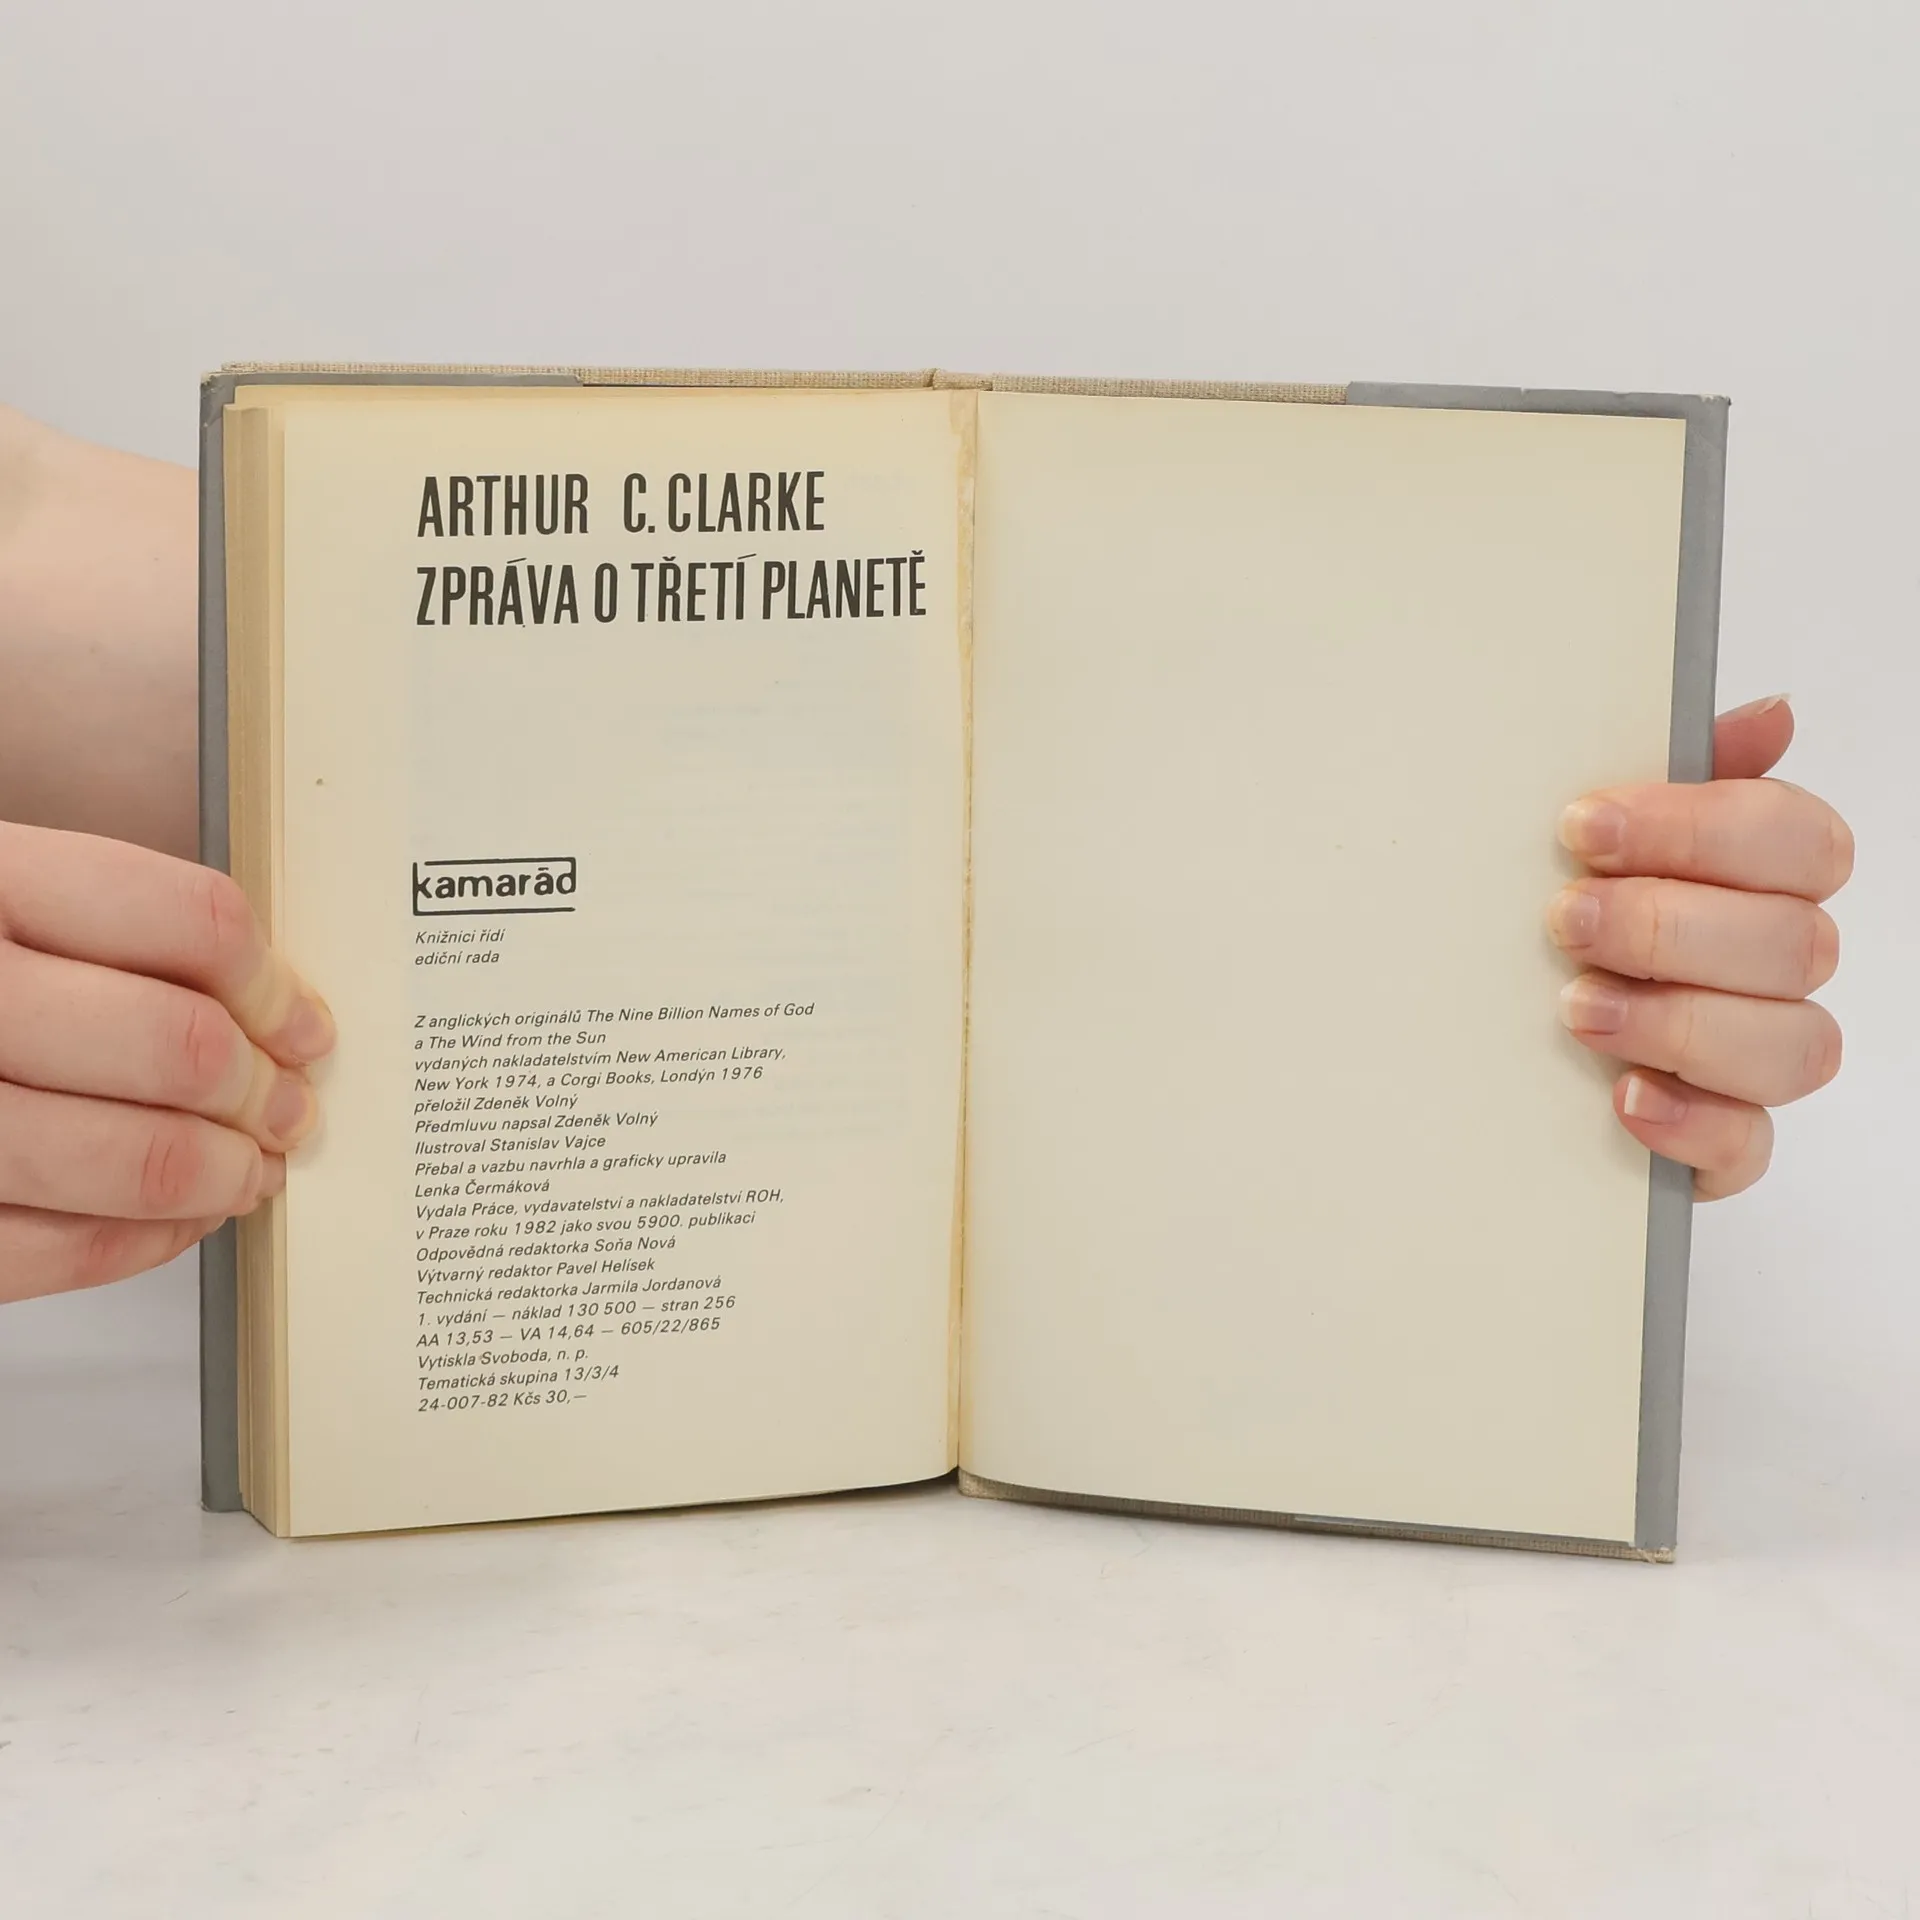 ARTHUR C. CLARKE
ZPRÁVA O TŘETÍ PLANETĚ
kamarád
Knižnici řídí
ediční rada
Z anglických originálů The Nine Billion Names of God
a The Wind from the Sun
vydaných nakladatelstvím New American Library,
New York 1974, a Corgi Books, Londýn 1976
přeložil Zdeněk Volný
Předmluvu napsal Zdeněk Volný
Ilustroval Stanislav Vajce
Přebal a vazbu navrhla a graficky upravila
Lenka Čermáková
Vydala Práce, vydavatelství a nakladatelství ROH,
v Praze roku 1982 jako svou 5900. publikaci
Odpovědná redaktorka Soňa Nová
Výtvarný redaktor Pavel Helísek
Technická redaktorka Jarmila Jordanová
1. vydání — náklad 130 500 — stran 256
AA 13,53 — VA 14,64 — 605/22/865
Vytiskla Svoboda, n. p.
Tematická skupina 13/3/4
24-007-82 Kčs 30,—